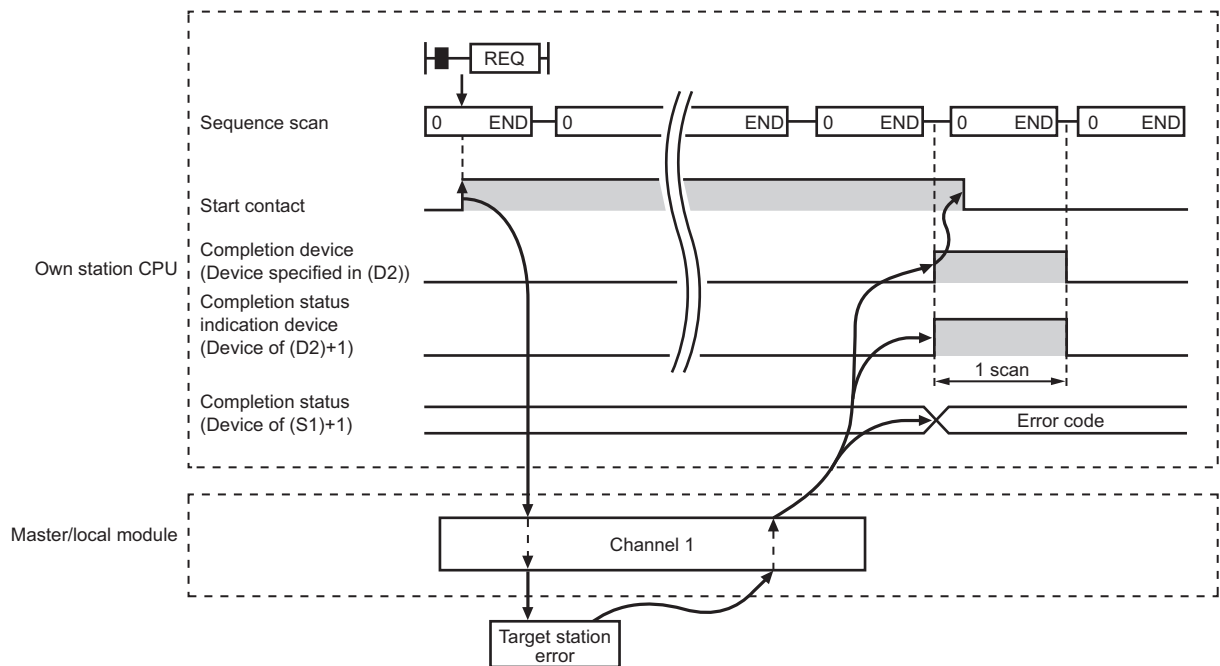 REQ
Sequence scan
0 END 0 END 0 END 0 END 0 END
Start contact
Own station CPU
Completion device
(Device specified in (D2))
Completion status
indication device
(Device of (D2)+1)
1 scan
Completion status
(Device of (S1)+1)
Error code
Master/local module
Channel 1
Target station
error